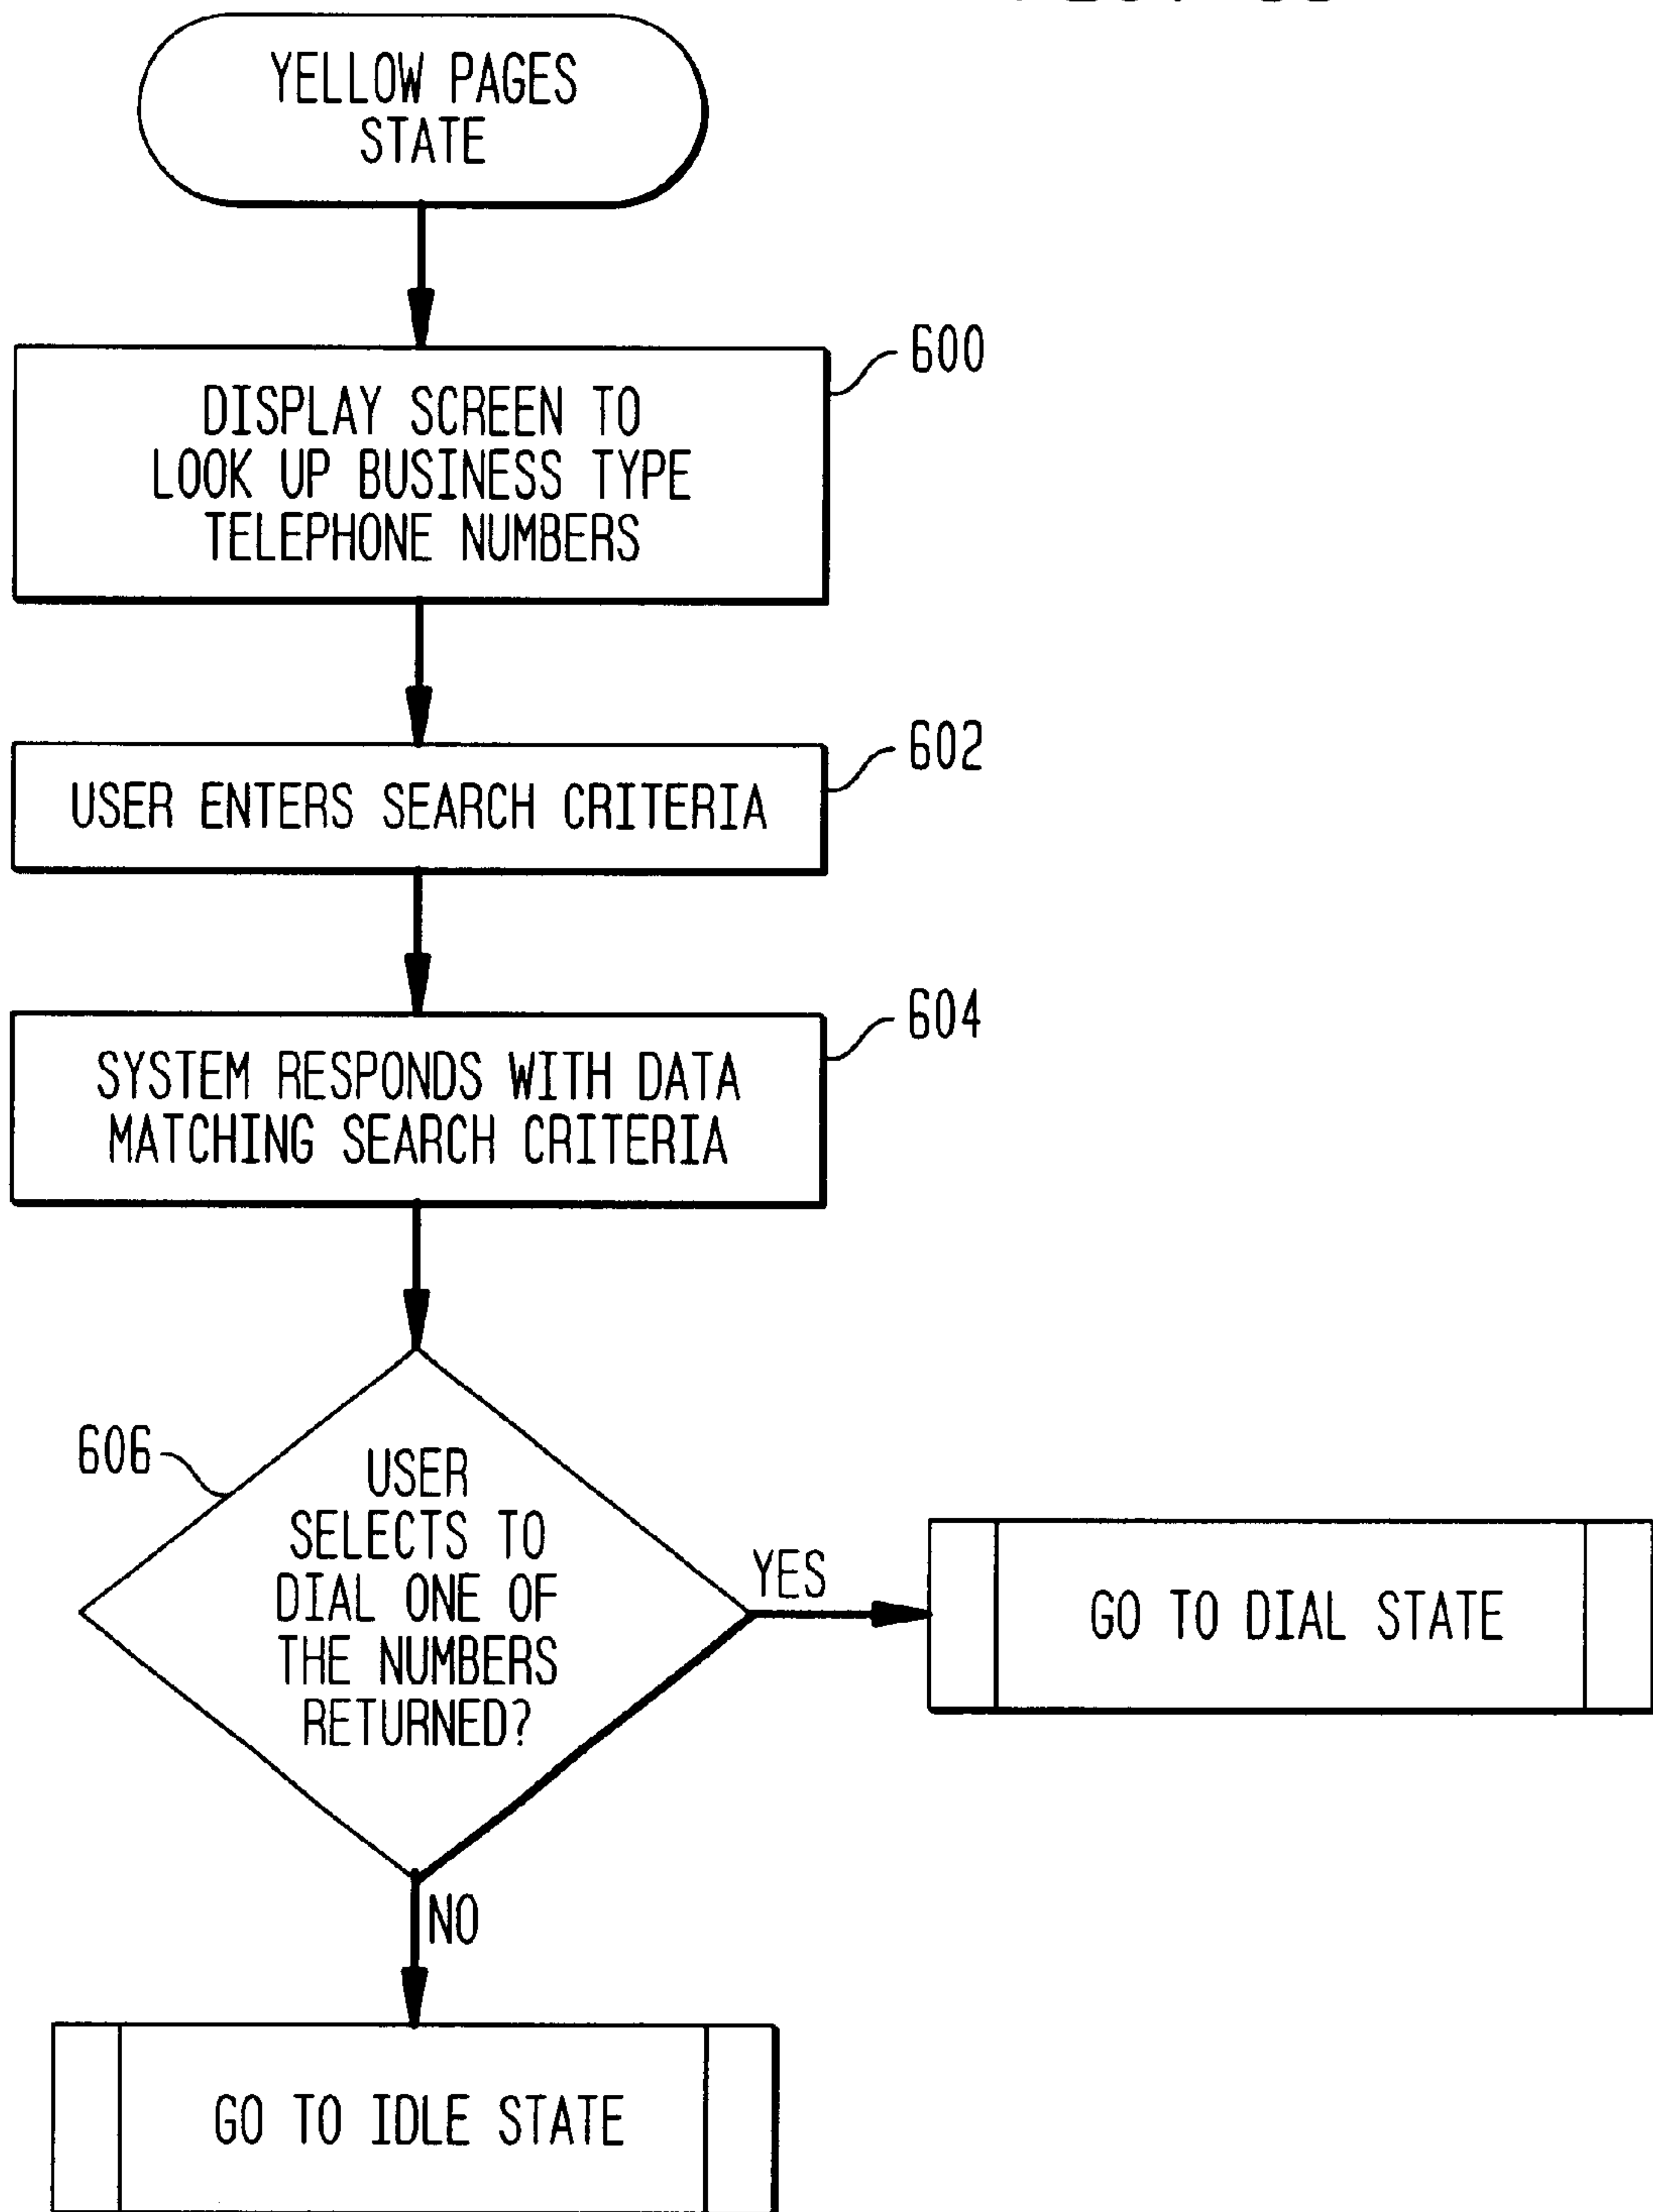 YELLOW PAGES
STATE
600
DISPLAY SCREEN TO
LOOK UP BUSINESS TYPE
TELEPHONE NUMBERS
602
USER ENTERS SEARCH CRITERIA
604
SYSTEM RESPONDS WITH DATA
MATCHING SEARCH CRITERIA
606
USER
SELECTS TO
DIAL ONE OF
THE NUMBERS
RETURNED?
YES
GO TO DIAL STATE
NO
GO TO IDLE STATE